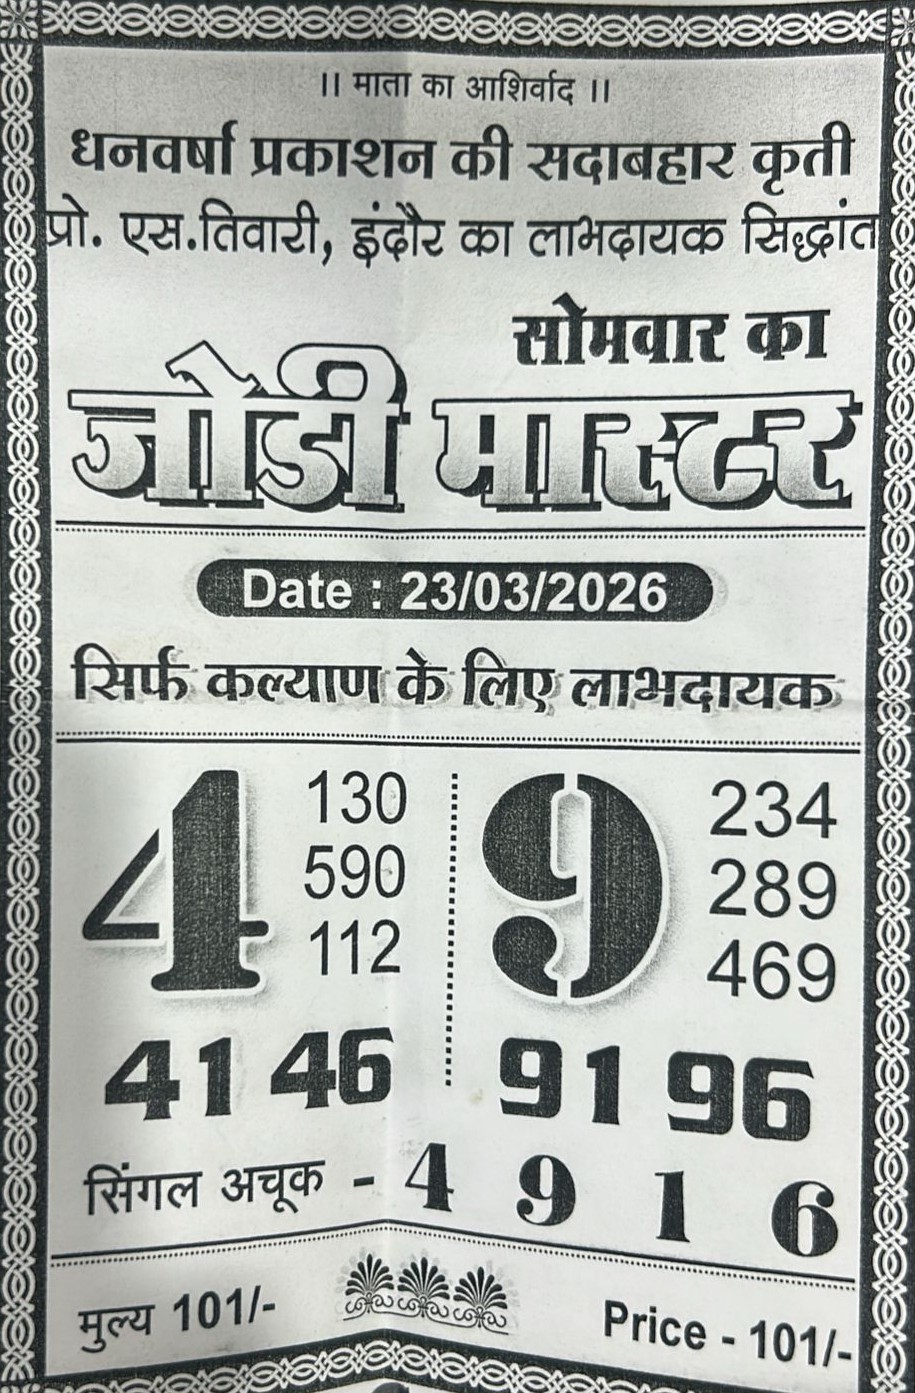 ।। माता का आशिर्वाद ।।
धनवर्षा प्रकाशन की सदाबहार कृती
प्रो. एस.तिवारी, इंदौर का लाभदायक सिद्धांत
सोमवार का
जोडी मास्टर
Date : 23/03/2026
सिर्फ कल्याण के लिए लाभदायक
4 130 9 234
590 289
112 469
41 46 91 96
सिंगल अचूक - 4 9 1 6
मुल्य 101/- Price - 101/-